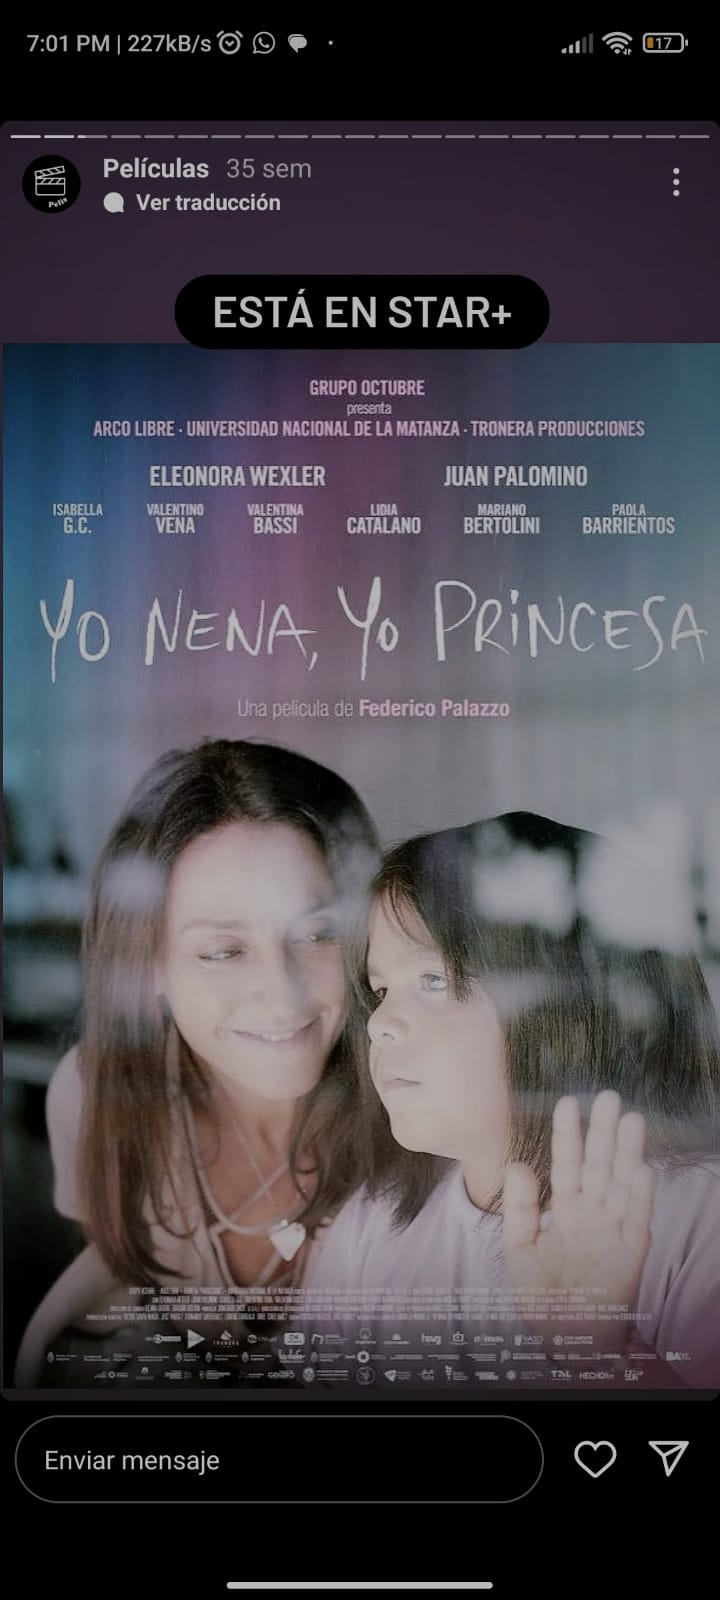 7:01 PM | 227kB/s
17
Películas 35 sem
Ver traducción
Pelis
ESTÁ EN STAR+
GRUPO OCTUBRE
presenta
ARCO LIBRE · UNIVERSIDAD NACIONAL DE LA MATANZA · TRONERA PRODUCCIONES
ELEONORA WEXLER JUAN PALOMINO
ISABELLA G.C. VALENTINO VENA VALENTINA BASSI LIDIA CATALANO MARIANO BERTOLINI PAOLA BARRIENTOS
YO NENA, YO PRINCESA
Una película de Federico Palazzo
Enviar mensaje